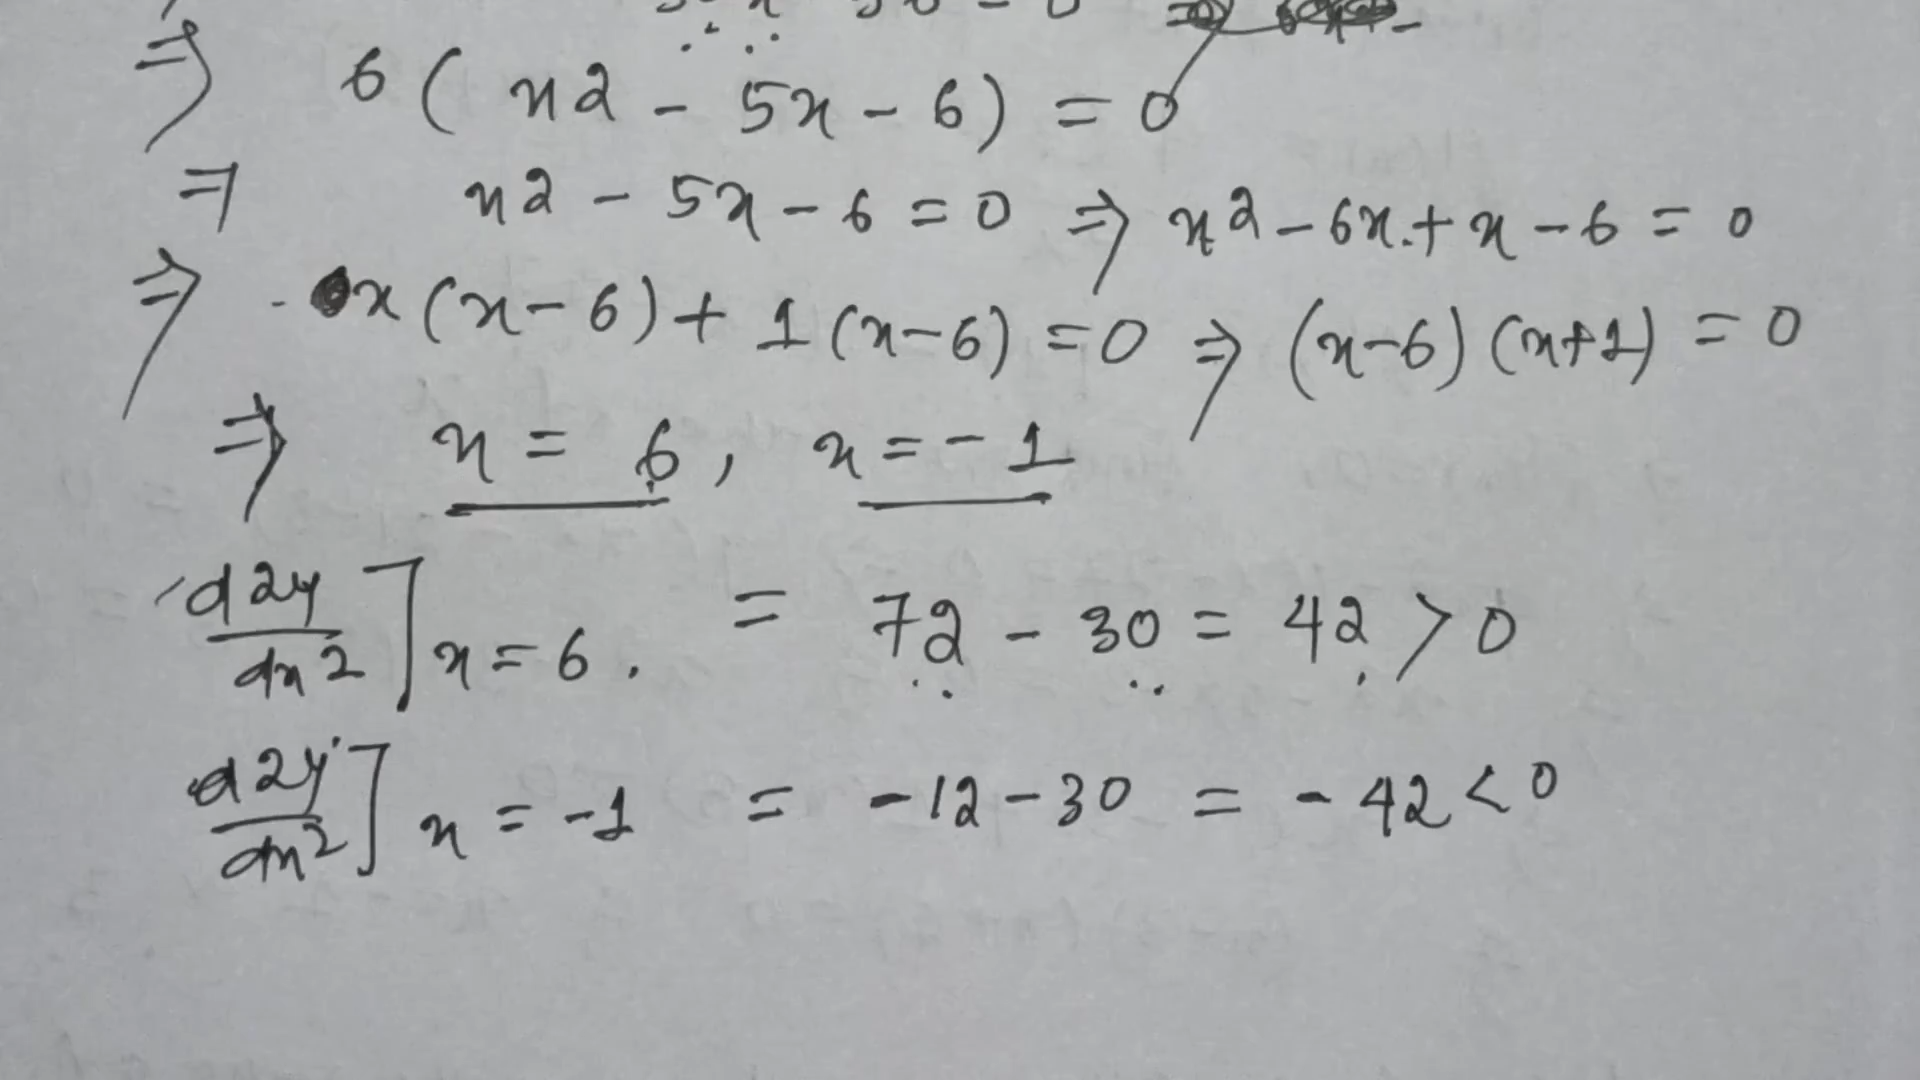 ⇒ 6 ( x2 - 5x - 6 ) = 0
⇒ x2 - 5x - 6 = 0 ⇒ x2 - 6x + x - 6 = 0
⇒ x (x - 6) + 1 (x - 6) = 0 ⇒ (x - 6) (x + 1) = 0
⇒ x = 6, x = - 1
d2y/dx2 ] x = 6. = 72 - 30 = 42 > 0
d2y/dx2 ] x = -1 = -12 - 30 = - 42 < 0